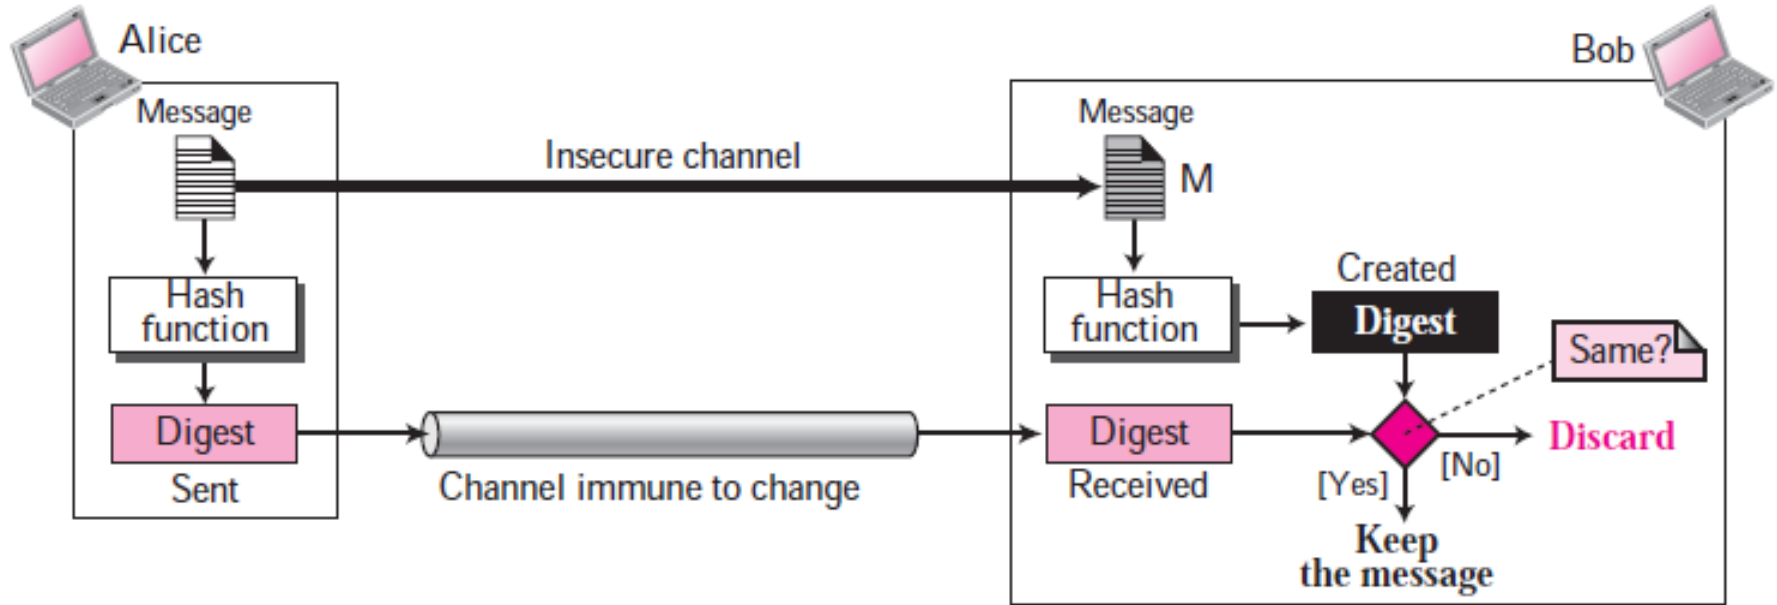 Alice
Bob
Message
Message
Insecure channel
M
Hash
function
Hash
function
Created
Digest
Same?
Digest
Sent
Channel immune to change
Digest
Received
[Yes]
[No]
Discard
Keep
the message